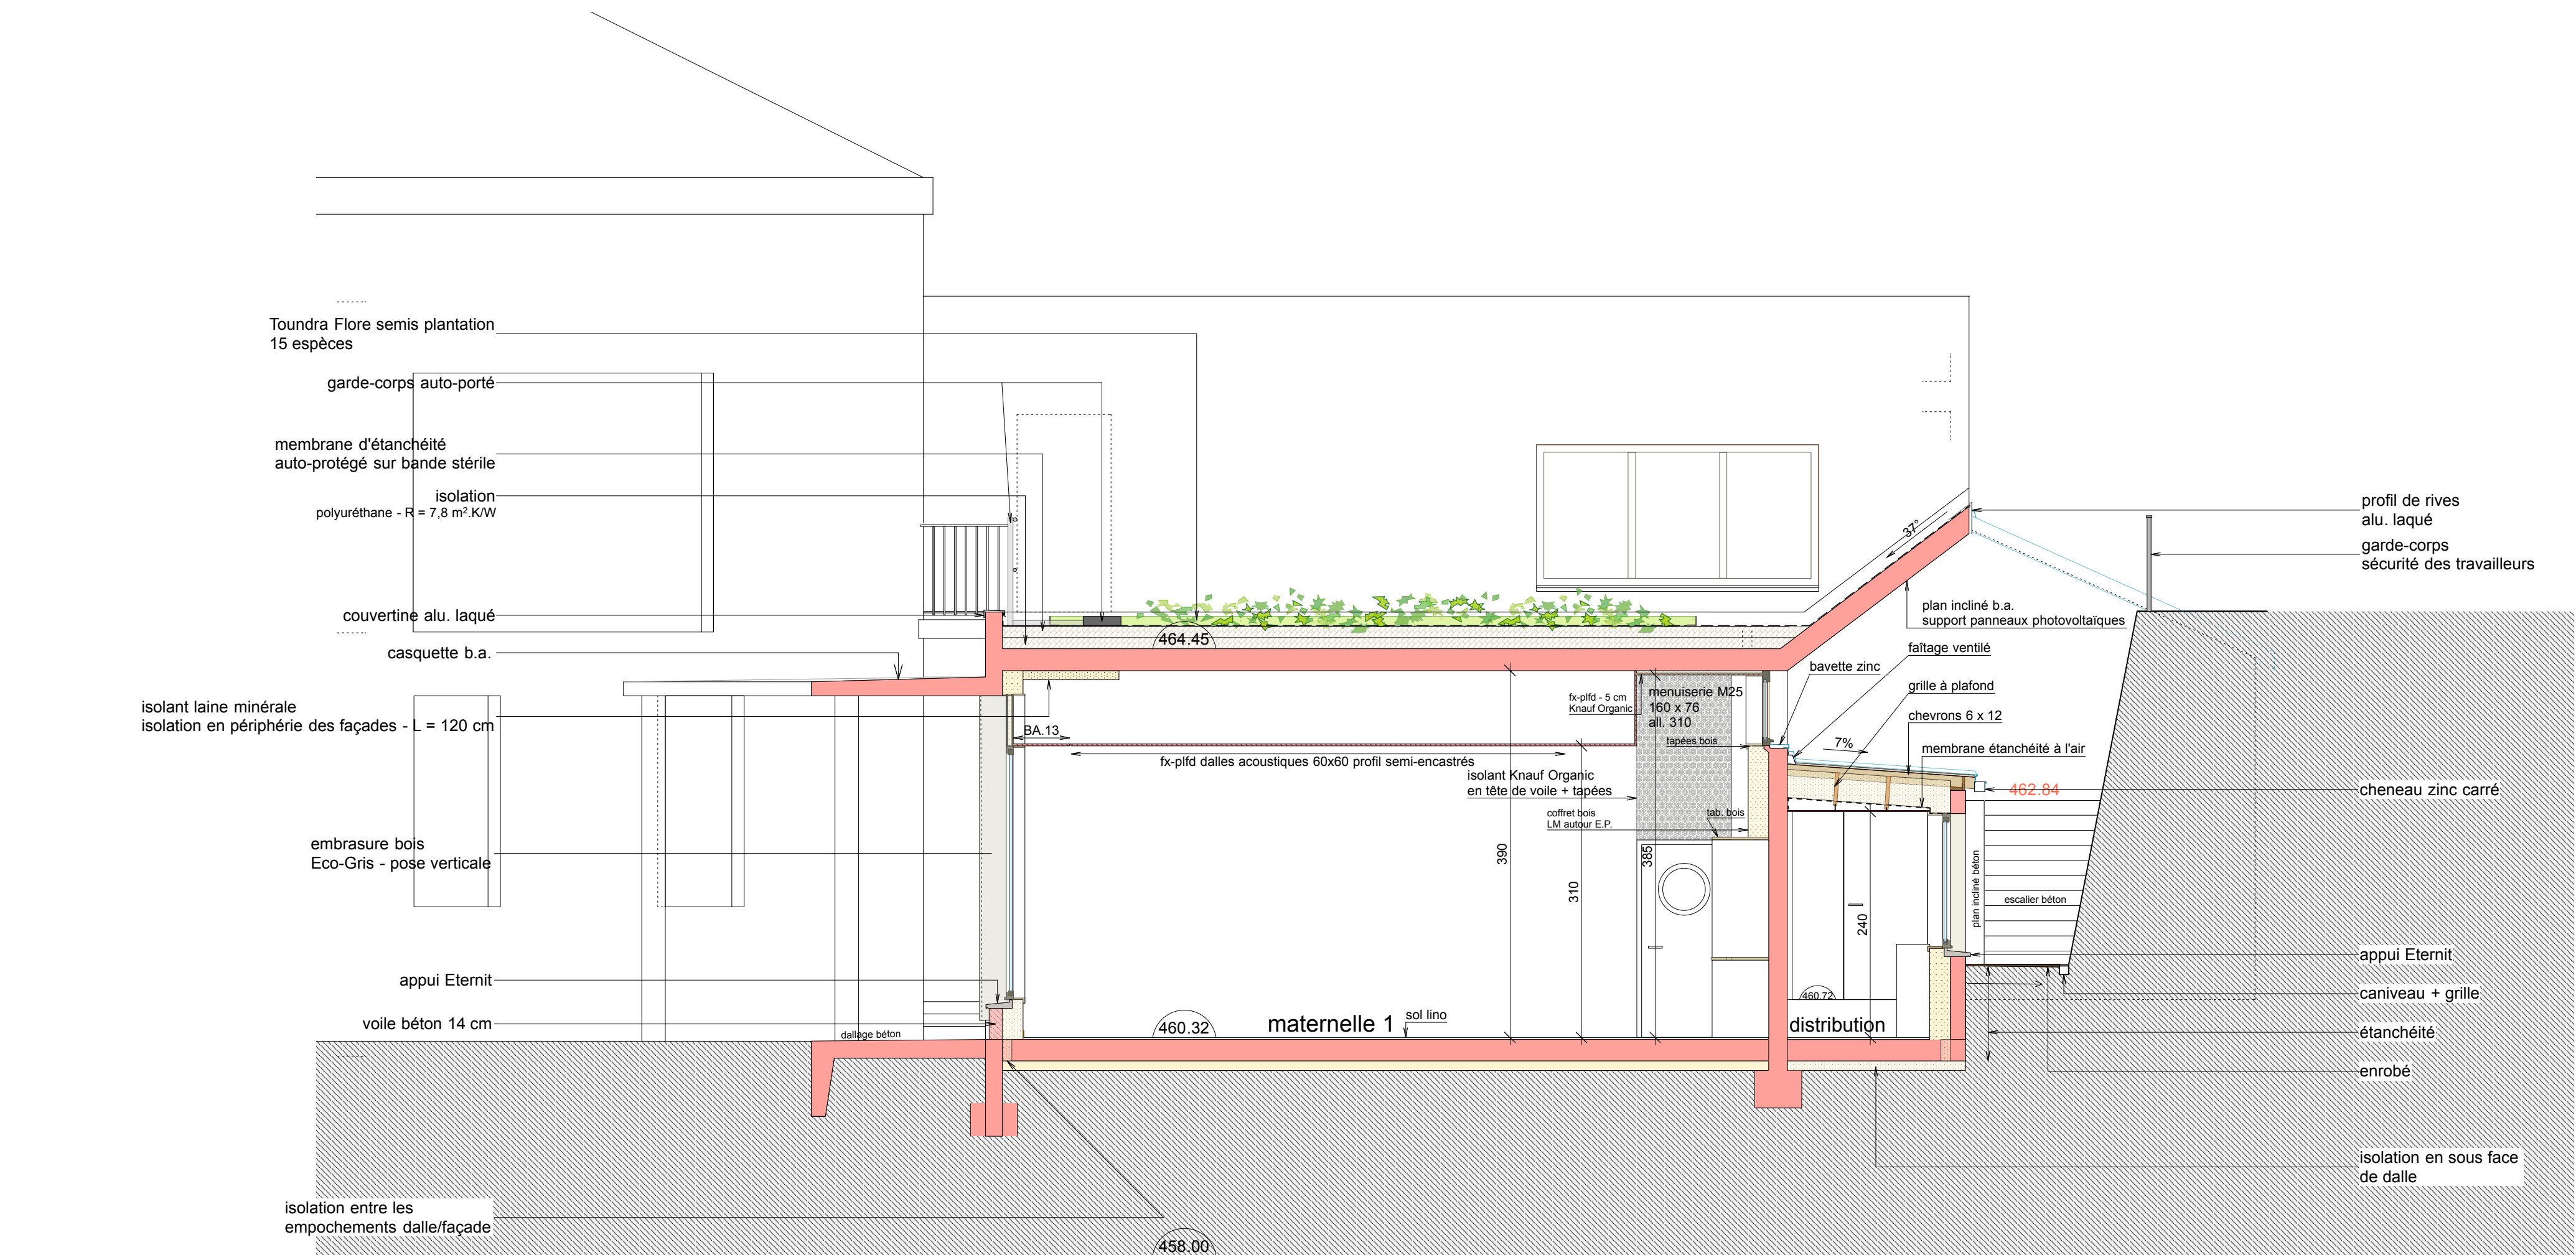 Toundra Flore semis plantation
15 espèces
garde-corps auto-porté
membrane d'étanchéité
auto-protégé sur bande stérile
isolation
polyuréthane - R = 7,8 m².K/W
couvertine alu. laqué
casquette b.a.
isolant laine minérale
isolation en périphérie des façades - L = 120 cm
embrasure bois
Eco-Gris - pose verticale
appui Eternit
voile béton 14 cm
isolation entre les
empochements dalle/façade
dallage béton
464.45
BA.13
fx-plfd dalles acoustiques 60x60 profil semi-encastrés
fx-plfd - 5 cm
Knauf Organic
menuiserie M25
160 x 76
all. 310
tapées bois
isolant Knauf Organic
en tête de voile + tapées
coffret bois
LM autour E.P.
tab. bois
390
310
385
240
460.32
maternelle 1
sol lino
distribution
460.72
458.00
37°
plan incliné b.a.
support panneaux photovoltaïques
faîtage ventilé
bavette zinc
grille à plafond
chevrons 6 x 12
7%
membrane étanchéité à l'air
462.84
plan incliné béton
escalier béton
profil de rives
alu. laqué
garde-corps
sécurité des travailleurs
cheneau zinc carré
appui Eternit
caniveau + grille
étanchéité
enrobé
isolation en sous face
de dalle